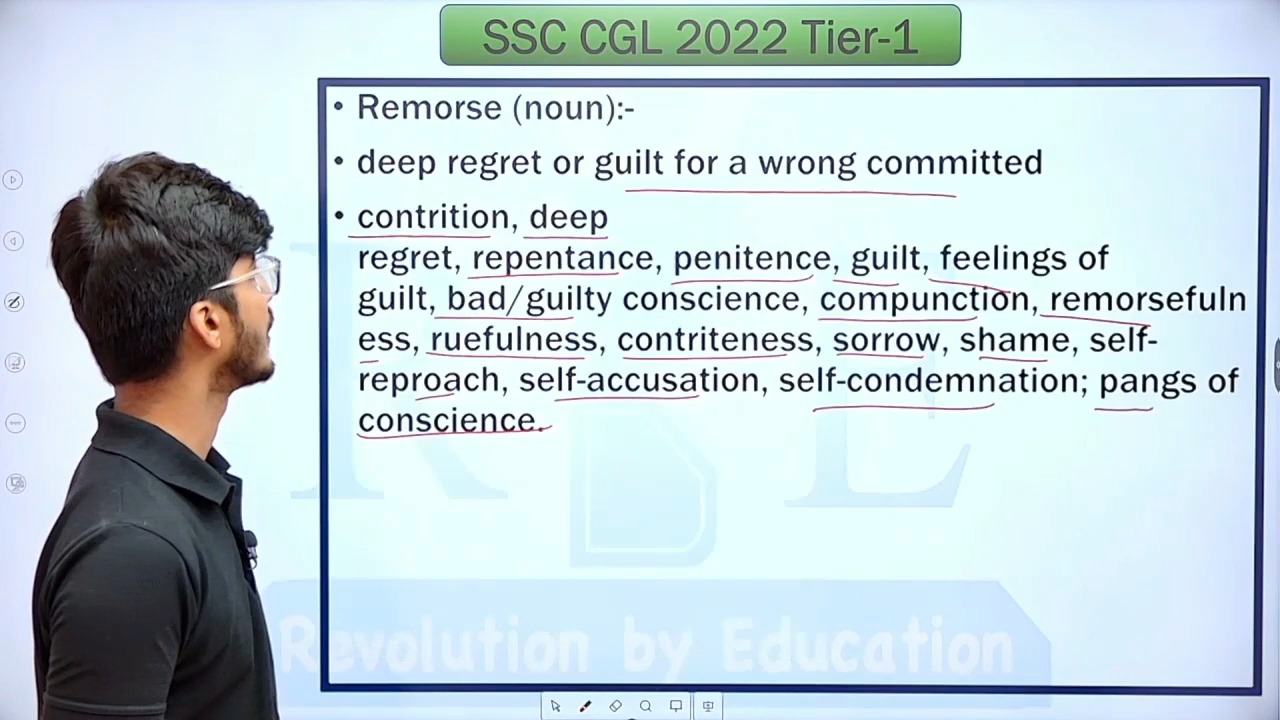 SSC CGL 2022 Tier-1
• Remorse (noun):-
• deep regret or guilt for a wrong committed
• contrition, deep
regret, repentance, penitence, guilt, feelings of
guilt, bad/guilty conscience, compunction, remorsefuln
ess, ruefulness, contriteness, sorrow, shame, self-
reproach, self-accusation, self-condemnation; pangs of
conscience.
R E
Revolution by Education